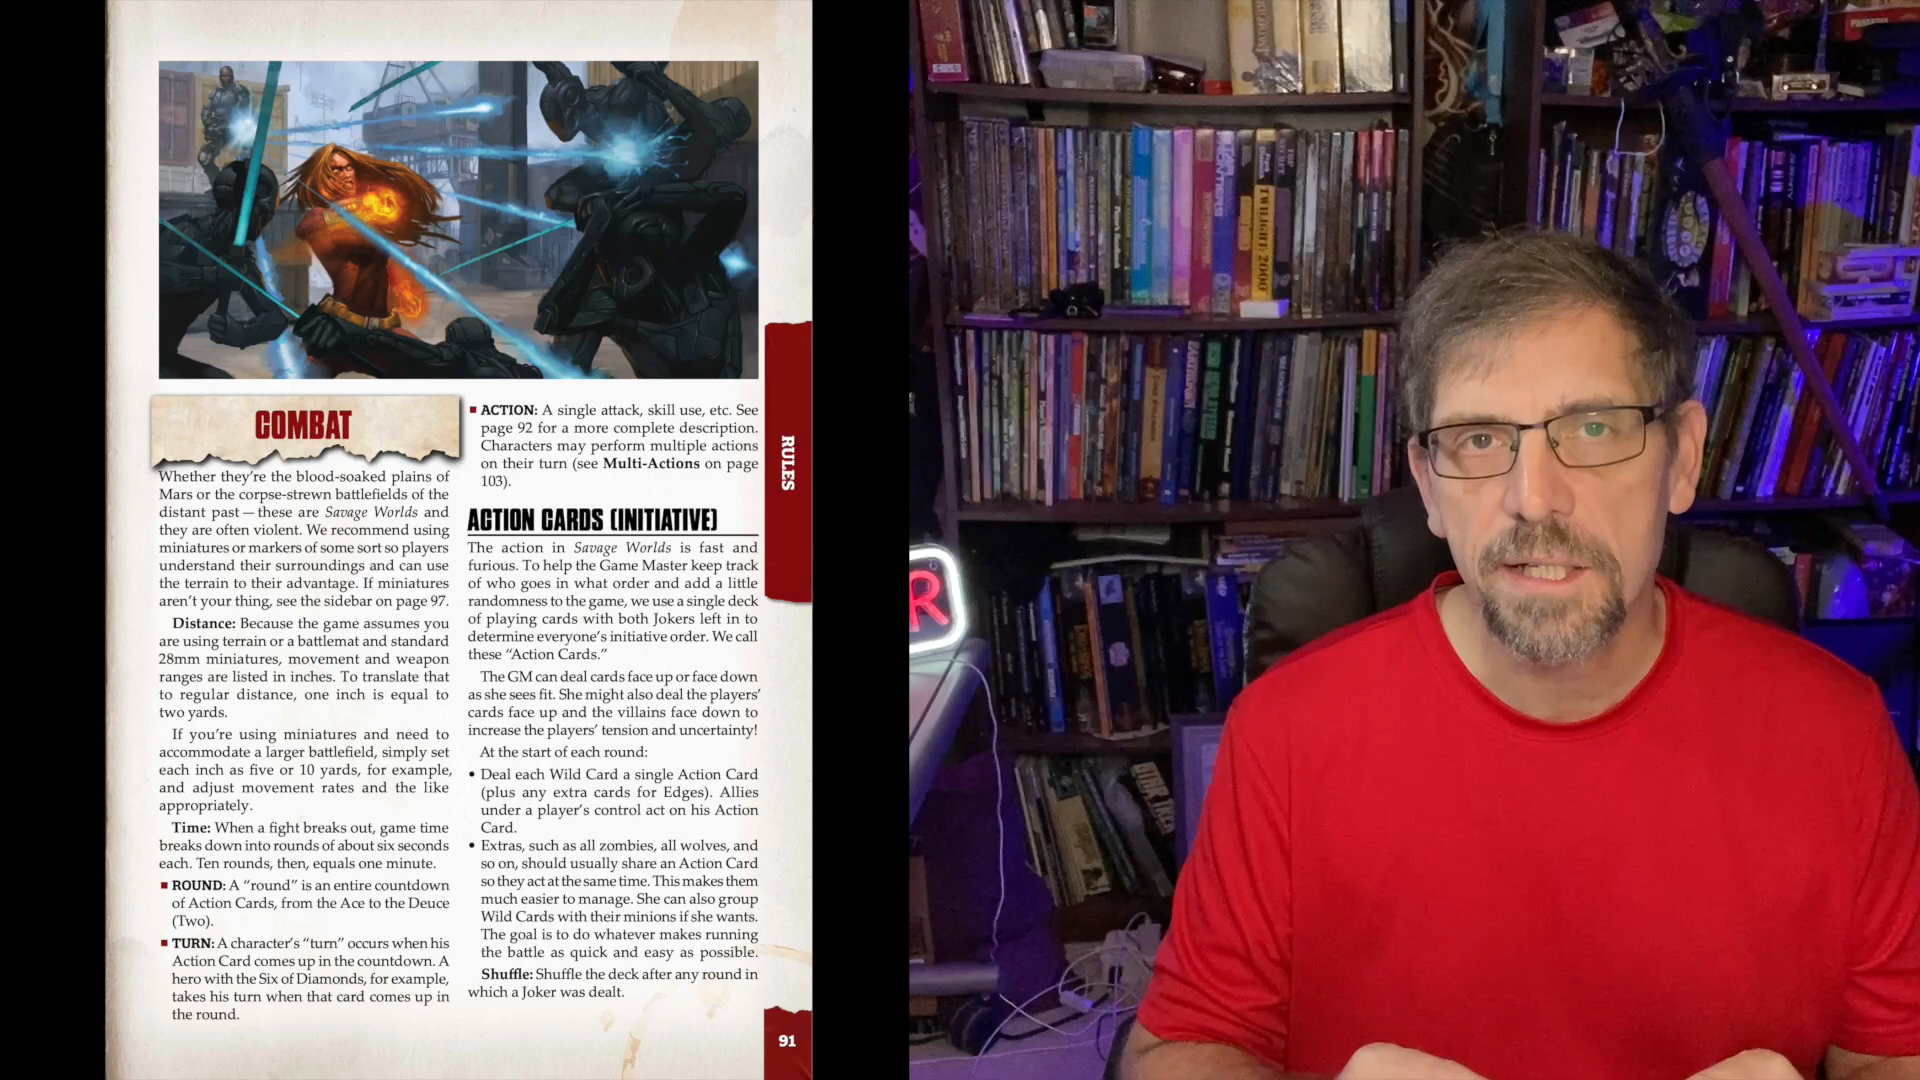 COMBAT
Whether they're the blood-soaked plains of
Mars or the corpse-strewn battlefields of the
distant past — these are Savage Worlds and
they are often violent. We recommend using
miniatures or markers of some sort so players
understand their surroundings and can use
the terrain to their advantage. If miniatures
aren't your thing, see the sidebar on page 97.
Distance: Because the game assumes you
are using terrain or a battlemat and standard
28mm miniatures, movement and weapon
ranges are listed in inches. To translate that
to regular distance, one inch is equal to
two yards.
If you're using miniatures and need to
accommodate a larger battlefield, simply set
each inch as five or 10 yards, for example,
and adjust movement rates and the like
appropriately.
Time: When a fight breaks out, game time
breaks down into rounds of about six seconds
each. Ten rounds, then, equals one minute.
■ ROUND: A “round” is an entire countdown
of Action Cards, from the Ace to the Deuce
(Two).
■ TURN: A character's “turn” occurs when his
Action Card comes up in the countdown. A
hero with the Six of Diamonds, for example,
takes his turn when that card comes up in
the round.
■ ACTION: A single attack, skill use, etc. See
page 92 for a more complete description.
Characters may perform multiple actions
on their turn (see Multi-Actions on page
103).
ACTION CARDS (INITIATIVE)
The action in Savage Worlds is fast and
furious. To help the Game Master keep track
of who goes in what order and add a little
randomness to the game, we use a single deck
of playing cards with both Jokers left in to
determine everyone's initiative order. We call
these “Action Cards.”
The GM can deal cards face up or face down
as she sees fit. She might also deal the players'
cards face up and the villains face down to
increase the players' tension and uncertainty!
At the start of each round:
• Deal each Wild Card a single Action Card
(plus any extra cards for Edges). Allies
under a player's control act on his Action
Card.
• Extras, such as all zombies, all wolves, and
so on, should usually share an Action Card
so they act at the same time. This makes them
much easier to manage. She can also group
Wild Cards with their minions if she wants.
The goal is to do whatever makes running
the battle as quick and easy as possible.
Shuffle: Shuffle the deck after any round in
which a Joker was dealt.
RULES
91
TWILIGHT: 2000
R
STAR TREK